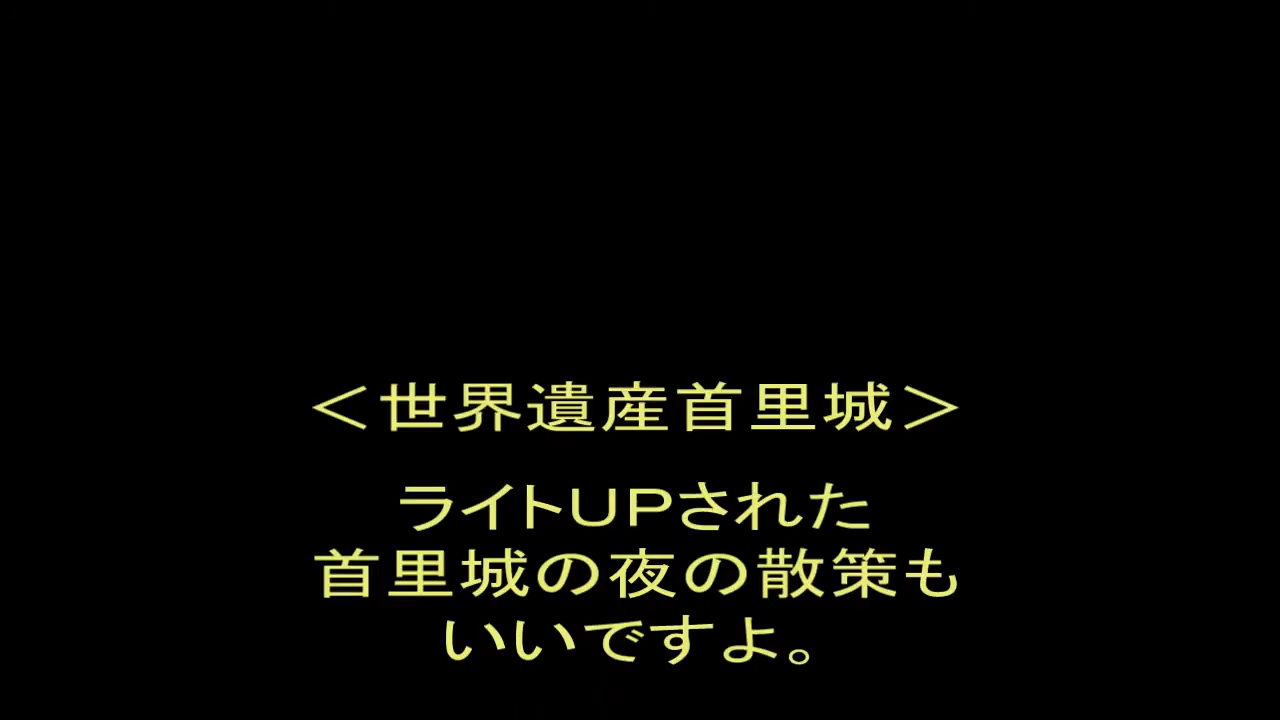 ＜世界遺産首里城＞
ライトUPされた
首里城の夜の散策も
いいですよ。